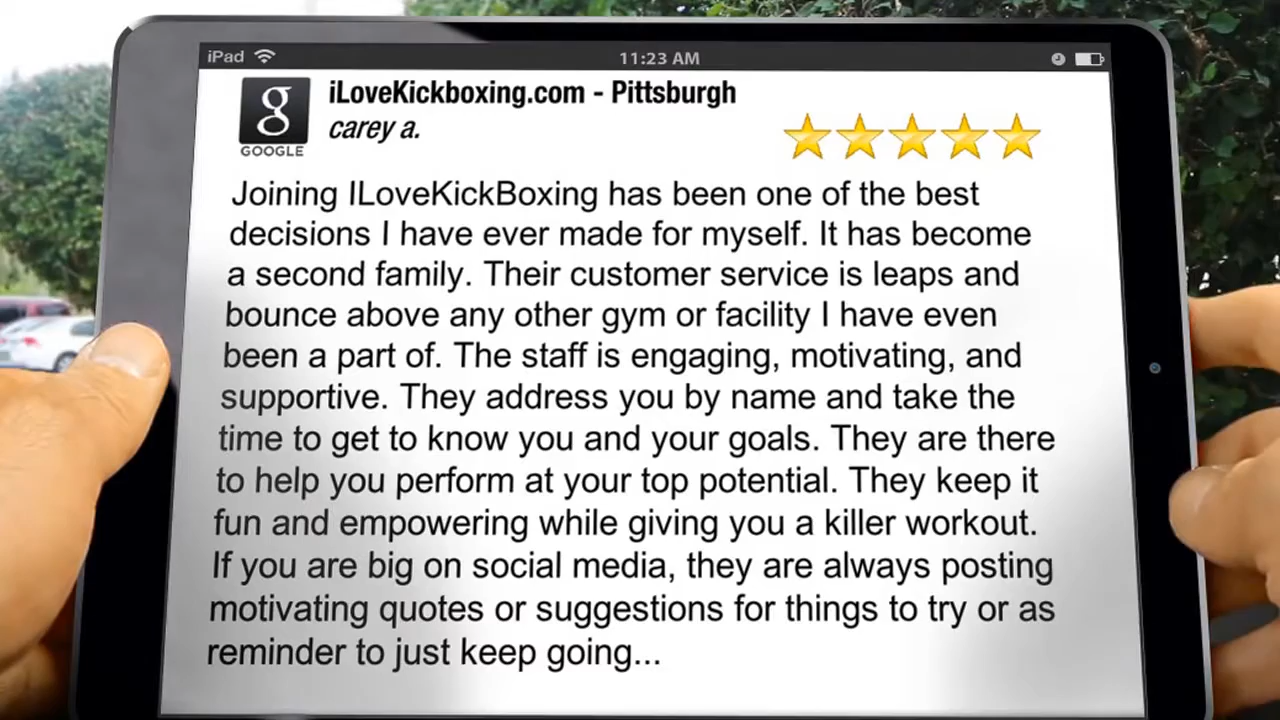 iPad
11:23 AM
g
GOOGLE
iLoveKickboxing.com - Pittsburgh
carey a.
Joining ILoveKickBoxing has been one of the best
decisions I have ever made for myself. It has become
a second family. Their customer service is leaps and
bounce above any other gym or facility I have even
been a part of. The staff is engaging, motivating, and
supportive. They address you by name and take the
time to get to know you and your goals. They are there
to help you perform at your top potential. They keep it
fun and empowering while giving you a killer workout.
If you are big on social media, they are always posting
motivating quotes or suggestions for things to try or as
reminder to just keep going...